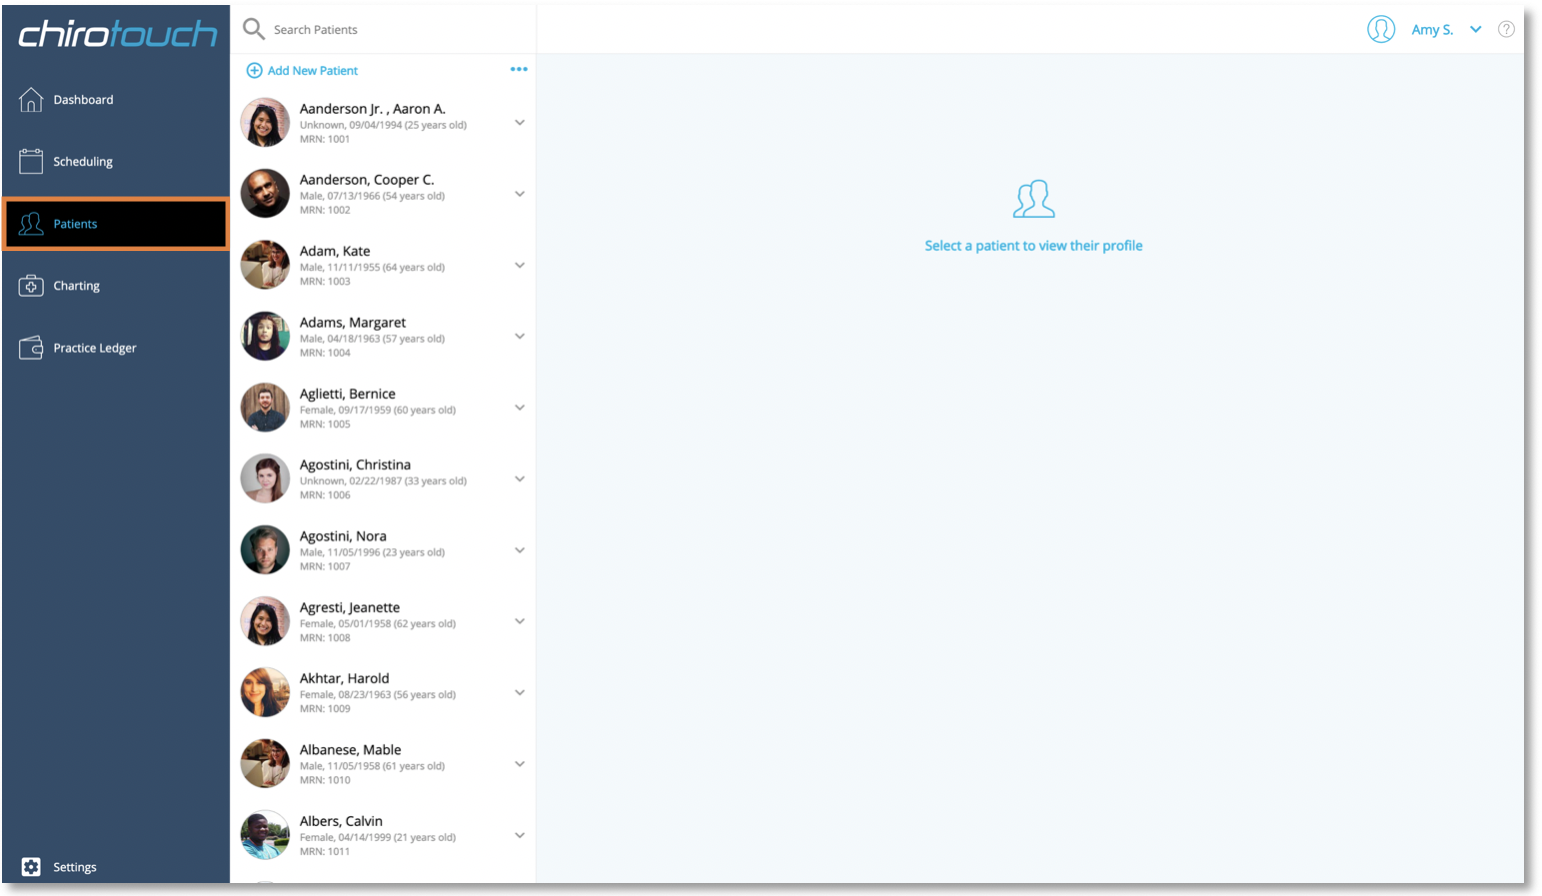 chirotouch
Dashboard
Scheduling
Patients
Charting
Practice Ledger
Settings
Search Patients
Add New Patient
Aanderson Jr. , Aaron A.
Unknown, 09/04/1994 (25 years old)
MRN: 1001
Aanderson, Cooper C.
Male, 07/13/1966 (54 years old)
MRN: 1002
Adam, Kate
Male, 11/11/1955 (64 years old)
MRN: 1003
Adams, Margaret
Male, 04/18/1963 (57 years old)
MRN: 1004
Aglietti, Bernice
Female, 09/17/1959 (60 years old)
MRN: 1005
Agostini, Christina
Unknown, 02/22/1987 (33 years old)
MRN: 1006
Agostini, Nora
Male, 11/05/1996 (23 years old)
MRN: 1007
Agresti, Jeanette
Female, 05/01/1958 (62 years old)
MRN: 1008
Akhtar, Harold
Female, 08/23/1963 (56 years old)
MRN: 1009
Albanese, Mable
Male, 11/05/1958 (61 years old)
MRN: 1010
Albers, Calvin
Female, 04/14/1999 (21 years old)
MRN: 1011
Amy S.
?
Select a patient to view their profile